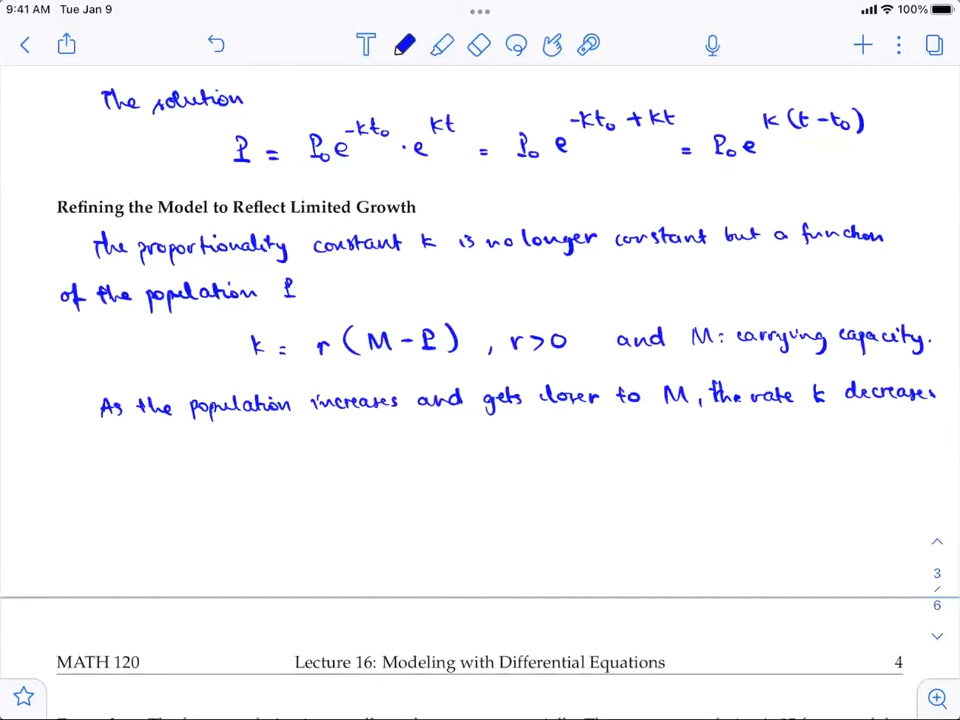 9:41 AM Tue Jan 9 100%
The solution
P = P₀e^{-kt₀} · e^{kt} = P₀ e^{-kt₀ + kt} = P₀ e^{k(t - t₀)}
Refining the Model to Reflect Limited Growth
The proportionality constant k is no longer constant but a function
of the population P
k = r (M - P) , r > 0 and M: carrying capacity.
As the population increases and gets closer to M, the rate k decreases
3
/
6
MATH 120 Lecture 16: Modeling with Differential Equations 4